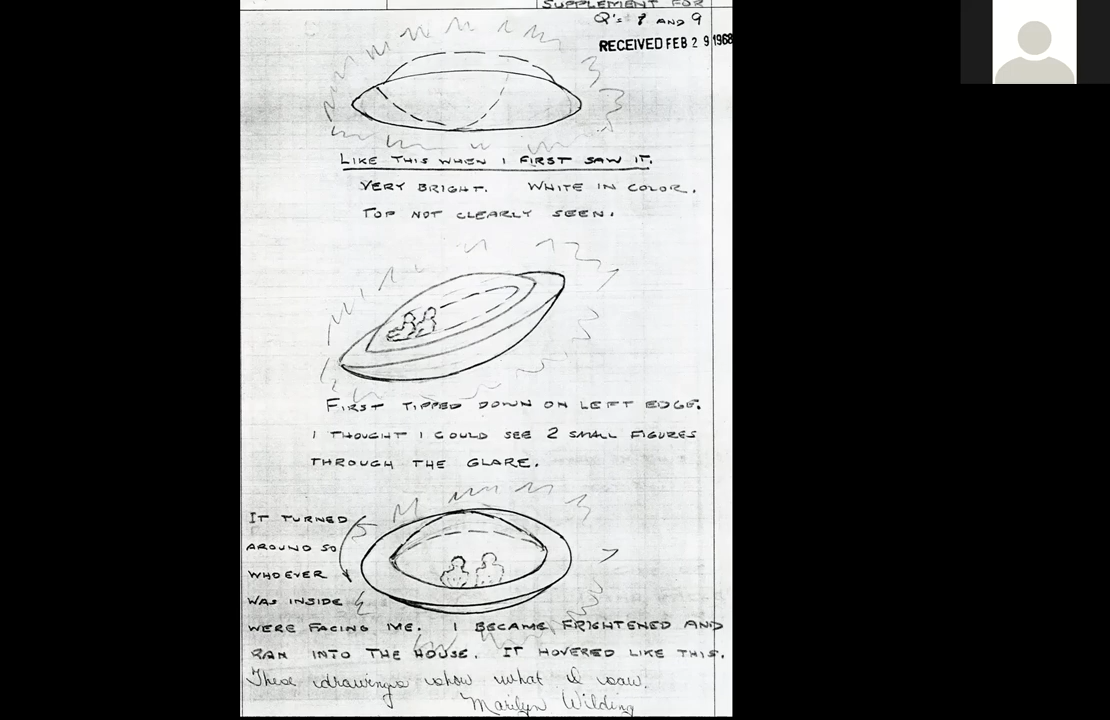 SUPPLEMENT FOR
Q's 8 AND 9
RECEIVED FEB 29 1968
LIKE THIS WHEN I FIRST SAW IT.
VERY BRIGHT. WHITE IN COLOR.
TOP NOT CLEARLY SEEN.
FIRST TIPPED DOWN ON LEFT EDGE.
I THOUGHT I COULD SEE 2 SMALL FIGURES
THROUGH THE GLARE.
IT TURNED
AROUND SO
WHOEVER
WAS INSIDE
WERE FACING ME. I BECAME FRIGHTENED AND
RAN INTO THE HOUSE. IT HOVERED LIKE THIS.
These drawings show what I saw.
Marilyn Wilding